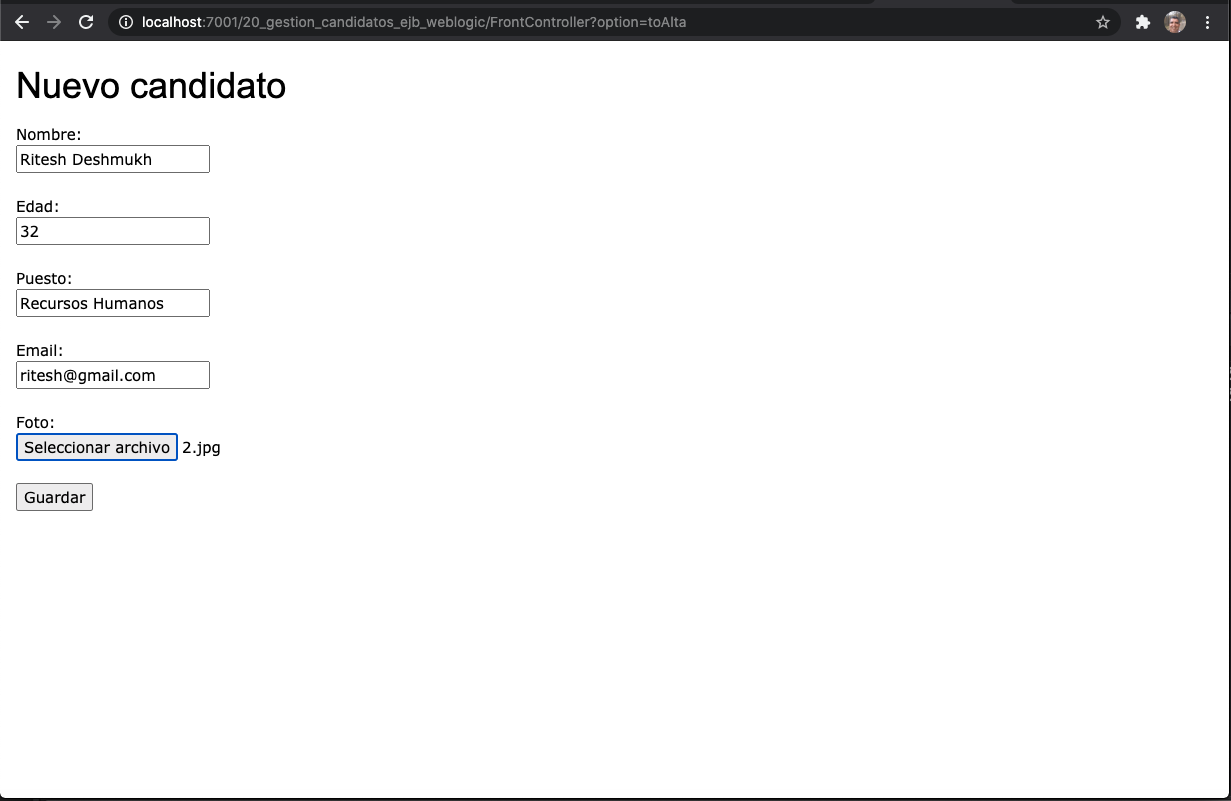 localhost:7001/20_gestion_candidatos_ejb_weblogic/FrontController?option=toAlta
Nuevo candidato
Nombre:
Ritesh Deshmukh
Edad:
32
Puesto:
Recursos Humanos
Email:
ritesh@gmail.com
Foto:
Seleccionar archivo 2.jpg
Guardar